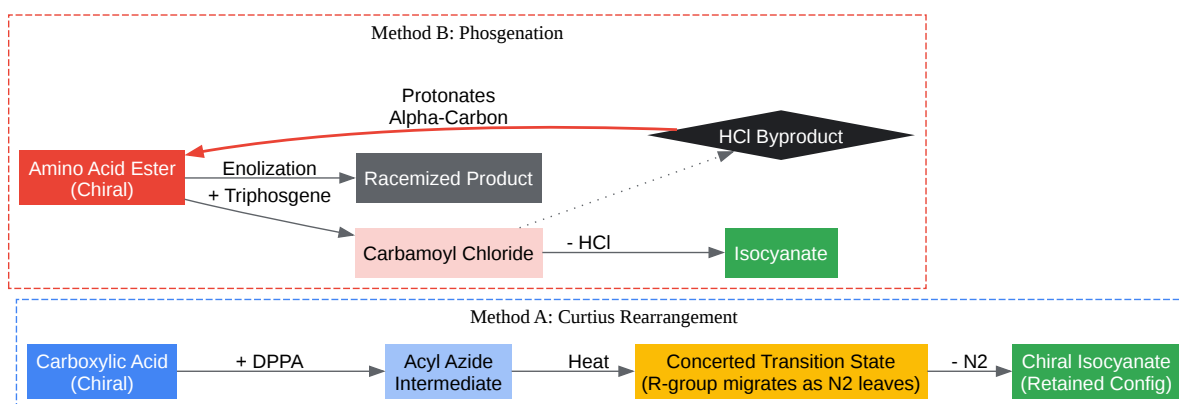 Method B: Phosgenation
Protonates
Alpha-Carbon
HCl Byproduct
Amino Acid Ester
(Chiral)
Enolization
+ Triphosgene
Racemized Product
Carbamoyl Chloride
- HCl
Isocyanate
Method A: Curtius Rearrangement
Carboxylic Acid
(Chiral)
+ DPPA
Acyl Azide
Intermediate
Heat
Concerted Transition State
(R-group migrates as N2 leaves)
- N2
Chiral Isocyanate
(Retained Config)